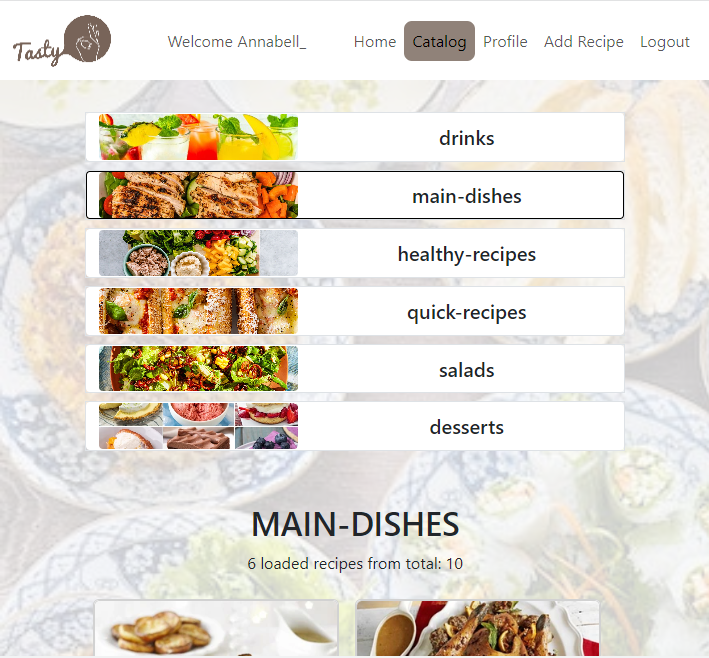 Tasty
Welcome Annabell_ Home Catalog Profile Add Recipe Logout
drinks
main-dishes
healthy-recipes
quick-recipes
salads
desserts
MAIN-DISHES
6 loaded recipes from total: 10